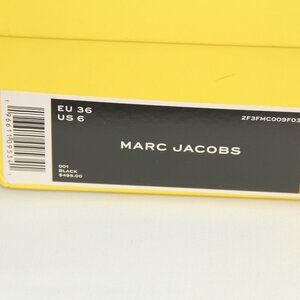 EU 36
US 6
2F3FMC009F03
MARC JACOBS
001
BLACK
$495.00